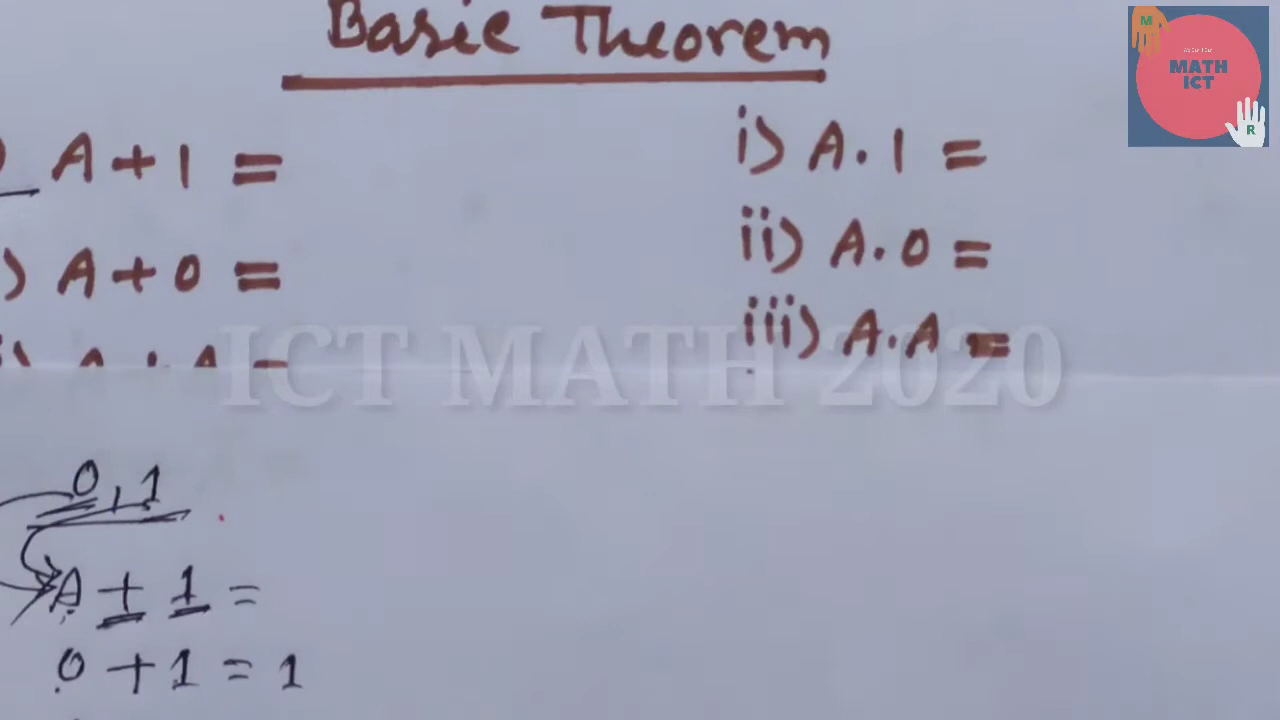 Basic Theorem
) A + 1 =
) A + 0 =
i) A·1 =
ii) A·0 =
iii) A·A =
ICT MATH 2020
0,1
A + 1 =
0 + 1 = 1
M
MATH
ICT
R